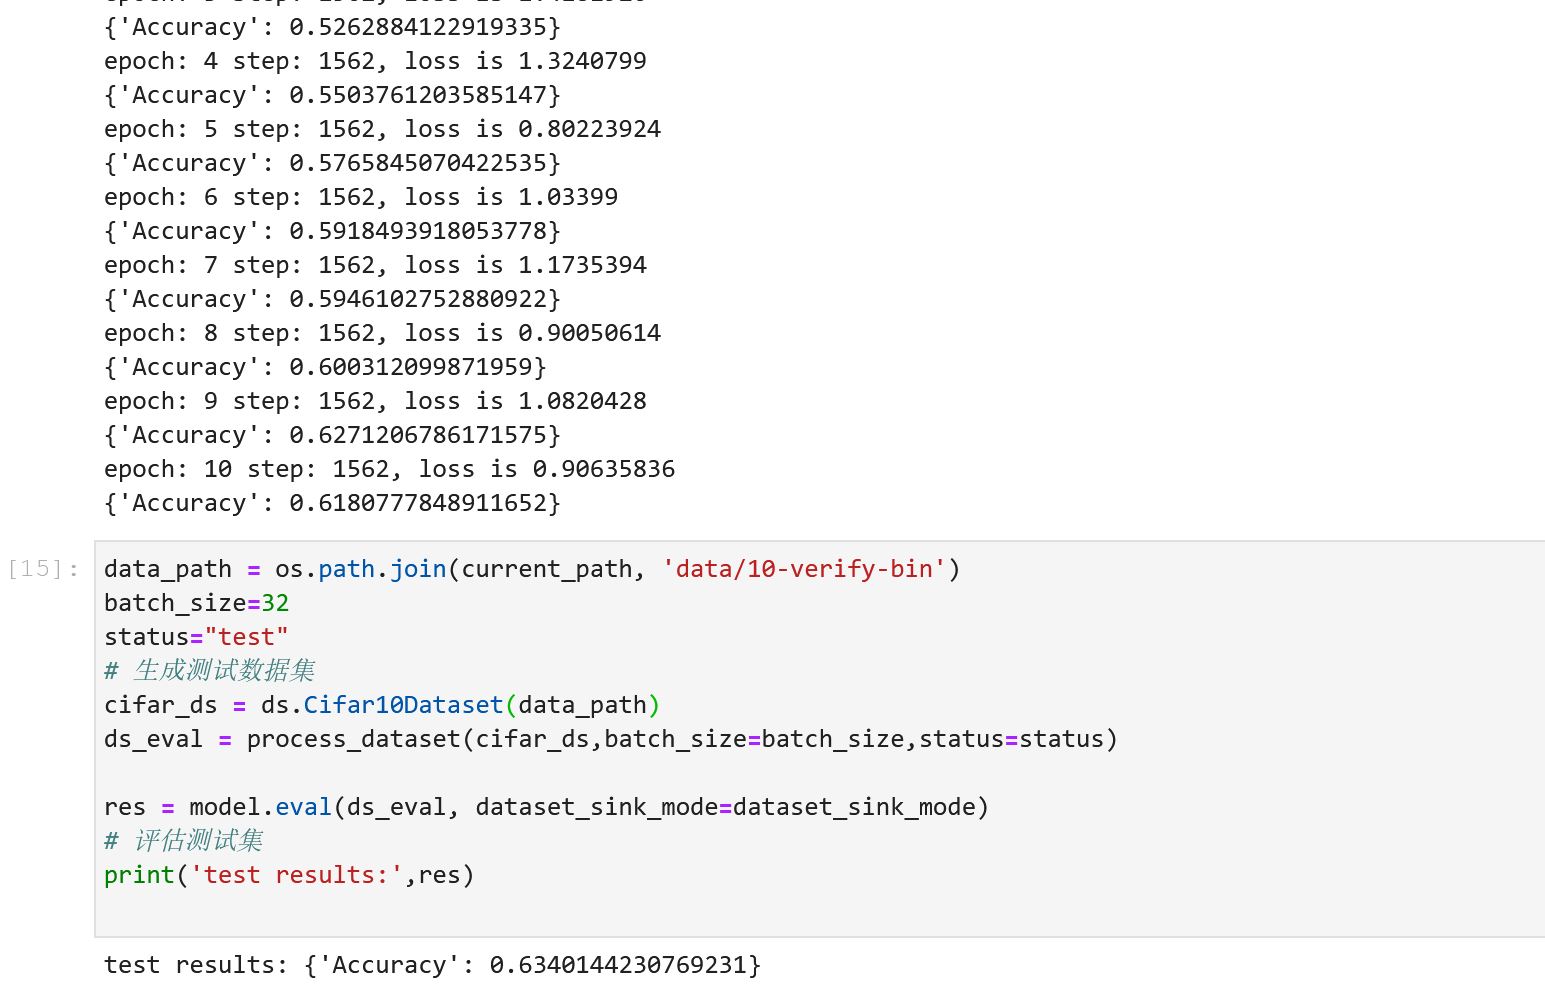 {'Accuracy': 0.5262884122919335}
epoch: 4 step: 1562, loss is 1.3240799
{'Accuracy': 0.5503761203585147}
epoch: 5 step: 1562, loss is 0.80223924
{'Accuracy': 0.5765845070422535}
epoch: 6 step: 1562, loss is 1.03399
{'Accuracy': 0.5918493918053778}
epoch: 7 step: 1562, loss is 1.1735394
{'Accuracy': 0.5946102752880922}
epoch: 8 step: 1562, loss is 0.90050614
{'Accuracy': 0.600312099871959}
epoch: 9 step: 1562, loss is 1.0820428
{'Accuracy': 0.6271206786171575}
epoch: 10 step: 1562, loss is 0.90635836
{'Accuracy': 0.6180777848911652}
[15]: data_path = os.path.join(current_path, 'data/10-verify-bin')
batch_size=32
status="test"
# 生成测试数据集
cifar_ds = ds.Cifar10Dataset(data_path)
ds_eval = process_dataset(cifar_ds,batch_size=batch_size,status=status)
res = model.eval(ds_eval, dataset_sink_mode=dataset_sink_mode)
# 评估测试集
print('test results:',res)
test results: {'Accuracy': 0.6340144230769231}